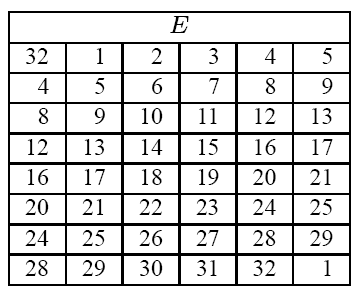 E
32 1 2 3 4 5
4 5 6 7 8 9
8 9 10 11 12 13
12 13 14 15 16 17
16 17 18 19 20 21
20 21 22 23 24 25
24 25 26 27 28 29
28 29 30 31 32 1